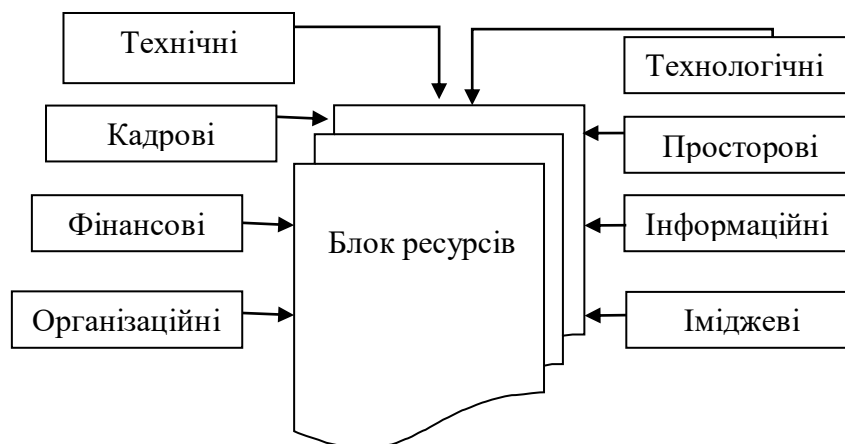 Технічні
Технологічні
Кадрові
Просторові
Фінансові
Інформаційні
Блок ресурсів
Організаційні
Іміджеві